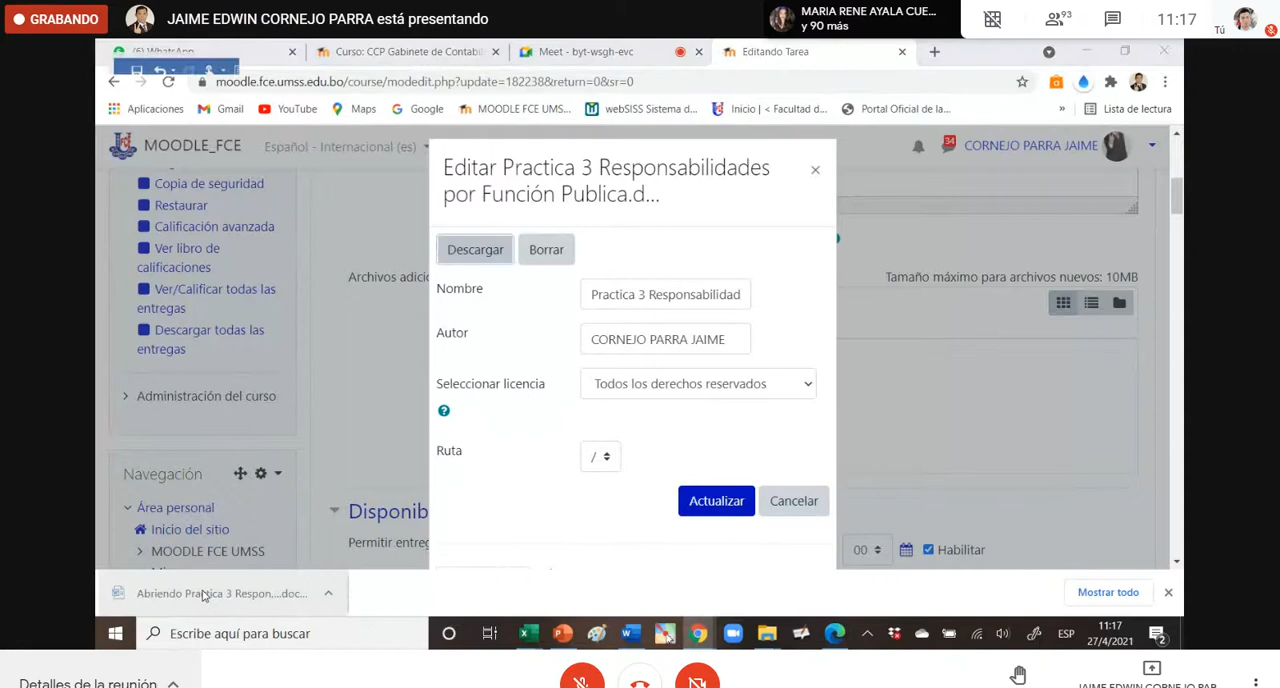 GRABANDO
JAIME EDWIN CORNEJO PARRA está presentando
MARIA RENE AYALA CUE...
y 90 más
93
11:17
Tú
(6) WhatsApp
Curso: CCP Gabinete de Contabi
Meet - byt-wsgh-evc
Editando Tarea
moodle.fce.umss.edu.bo/course/modedit.php?update=182238&return=0&sr=0
Aplicaciones
Gmail
YouTube
Maps
Google
MOODLE FCE UMS...
webSISS Sistema d...
Inicio | < Facultad d...
Portal Oficial de la...
»
Lista de lectura
MOODLE_FCE
Español - Internacional (es)
34
CORNEJO PARRA JAIME
Copia de seguridad
Restaurar
Calificación avanzada
Ver libro de
calificaciones
Ver/Calificar todas las
entregas
Descargar todas las
entregas
Administración del curso
Navegación
Área personal
Inicio del sitio
MOODLE FCE UMSS
Archivos adicio
Tamaño máximo para archivos nuevos: 10MB
Disponib
Permitir entreg
00
Habilitar
Editar Practica 3 Responsabilidades
por Función Publica.d...
×
Descargar
Borrar
Nombre
Practica 3 Responsabilidad
Autor
CORNEJO PARRA JAIME
Seleccionar licencia
Todos los derechos reservados
?
Ruta
/
Actualizar
Cancelar
Abriendo Practica 3 Respon....doc...
Mostrar todo
Escribe aquí para buscar
ESP
11:17
27/4/2021
2
Detalles de la reunión